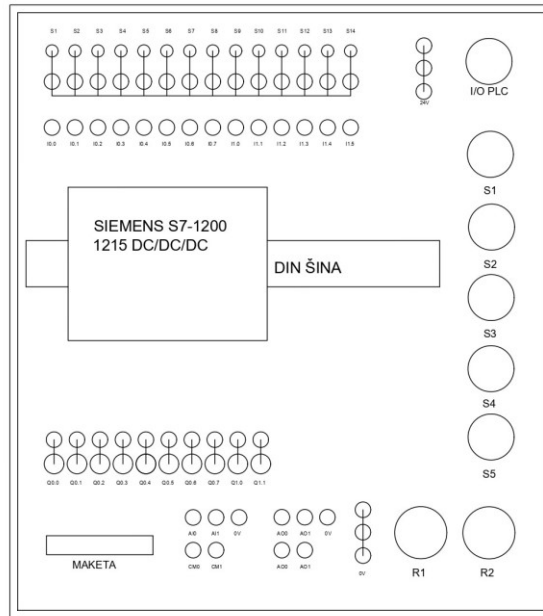 S1 S2 S3 S4 S5 S6 S7 S8 S9 S10 S11 S12 S13 S14
24V
I/O PLC
I0.0 I0.1 I0.2 I0.3 I0.4 I0.5 I0.6 I0.7 I1.0 I1.1 I1.2 I1.3 I1.4 I1.5
S1
SIEMENS S7-1200
1215 DC/DC/DC
DIN ŠINA
S2
S3
S4
S5
Q0.0 Q0.1 Q0.2 Q0.3 Q0.4 Q0.5 Q0.6 Q0.7 Q1.0 Q1.1
AI0 AI1 0V AO0 AO1 0V
CM0 CM1 AO0 AO1
MAKETA
0V
R1
R2